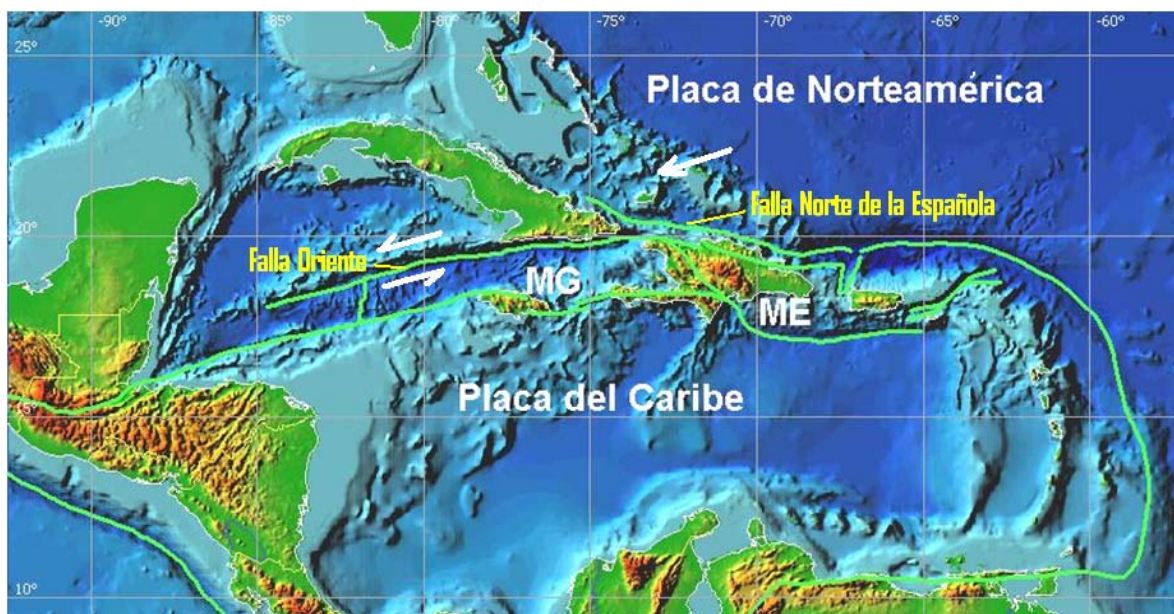 -90° -85° -80° -75° -70° -65° -60°
25°
Placa de Norteamérica
Falla Norte de la Española
20°
Falla Oriente
MG
ME
Placa del Caribe
15°
10°